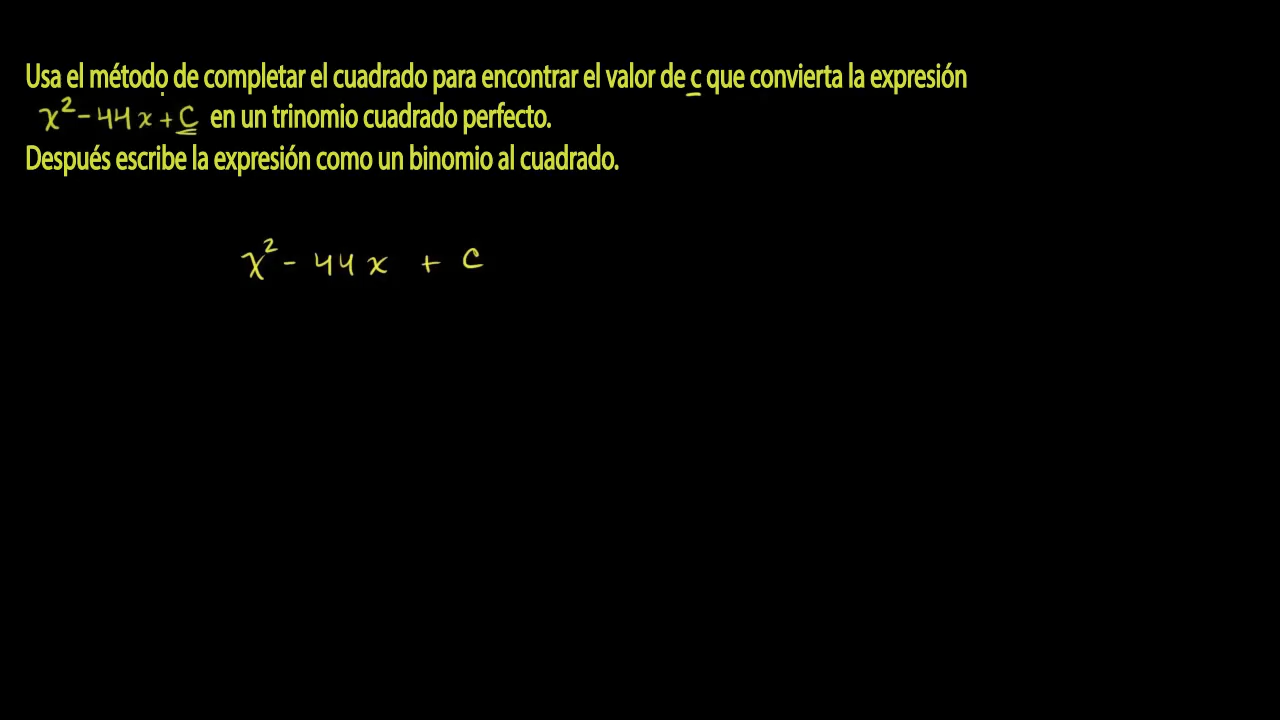 Usa el método de completar el cuadrado para encontrar el valor de c que convierta la expresión
x² - 44x + c en un trinomio cuadrado perfecto.
Después escribe la expresión como un binomio al cuadrado.
x² - 44x + c